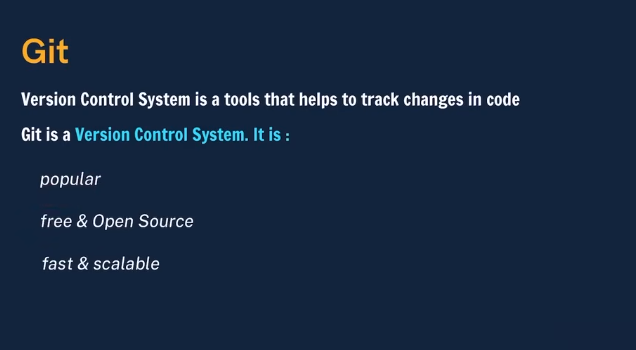 Git
Version Control System is a tools that helps to track changes in code
Git is a Version Control System. It is :
popular
free & Open Source
fast & scalable